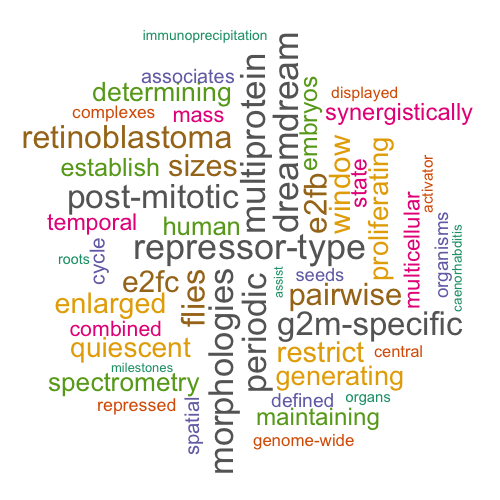 immunoprecipitation
associates
determining
complexes
mass
retinoblastoma
establish
sizes
post-mitotic
temporal
human
roots
cycle
repressor-type
e2fc
enlarged
flies
combined
quiescent
milestones
spectrometry
repressed
spatial
morphologies
multiprotein
dreamdream
embryos
displayed
synergistically
e2fb
window
state
proliferating
activator
multicellular
organisms
caenorhabditis
assist
seeds
periodic
pairwise
g2m-specific
restrict
central
generating
defined
organs
maintaining
genome-wide